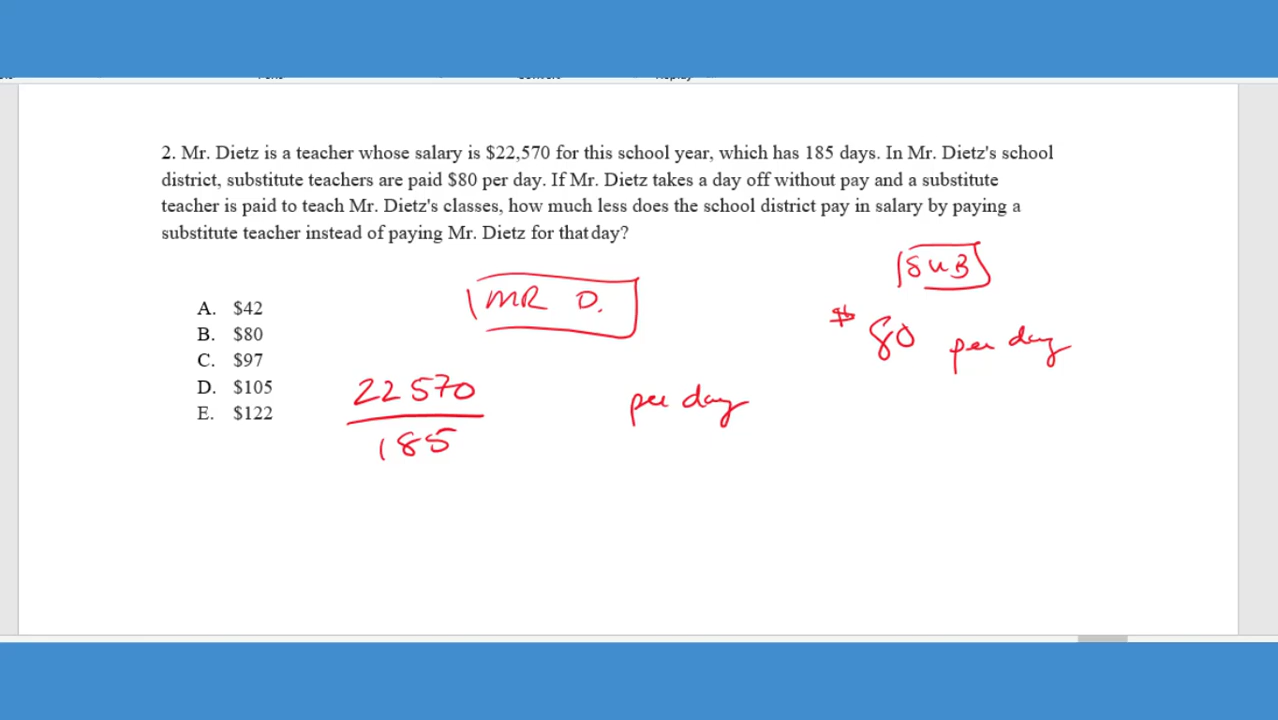 2. Mr. Dietz is a teacher whose salary is $22,570 for this school year, which has 185 days. In Mr. Dietz's school
district, substitute teachers are paid $80 per day. If Mr. Dietz takes a day off without pay and a substitute
teacher is paid to teach Mr. Dietz's classes, how much less does the school district pay in salary by paying a
substitute teacher instead of paying Mr. Dietz for that day?
SUB
MR D.
A. $42
B. $80
C. $97
D. $105
E. $122
$ 80 per day
22570
185
per day